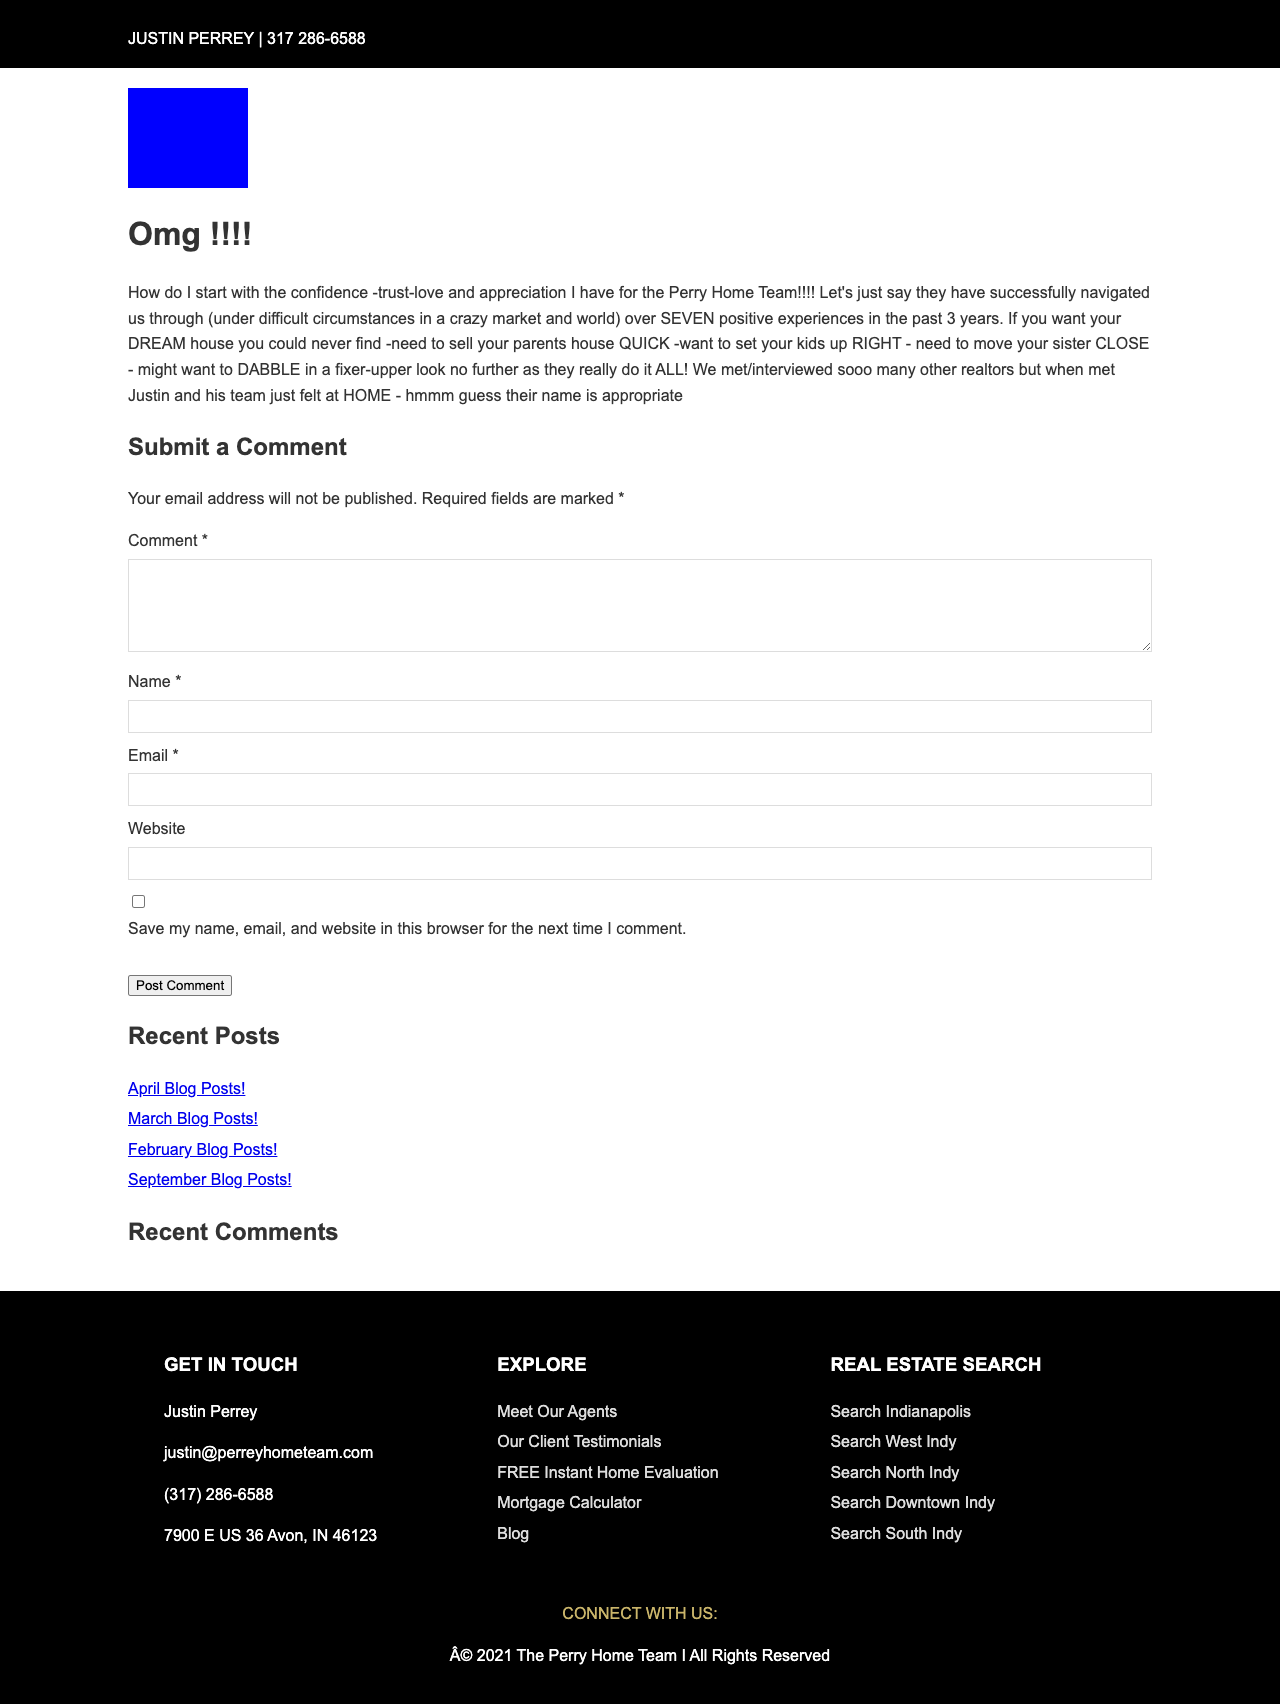 JUSTIN PERREY | 317 286-6588
Omg !!!!
How do I start with the confidence -trust-love and appreciation I have for the Perry Home Team!!!! Let's just say they have successfully navigated
us through (under difficult circumstances in a crazy market and world) over SEVEN positive experiences in the past 3 years. If you want your
DREAM house you could never find -need to sell your parents house QUICK -want to set your kids up RIGHT - need to move your sister CLOSE
- might want to DABBLE in a fixer-upper look no further as they really do it ALL! We met/interviewed sooo many other realtors but when met
Justin and his team just felt at HOME - hmmm guess their name is appropriate
Submit a Comment
Your email address will not be published. Required fields are marked *
Comment *
Name *
Email *
Website
Save my name, email, and website in this browser for the next time I comment.
Post Comment
Recent Posts
April Blog Posts!
March Blog Posts!
February Blog Posts!
September Blog Posts!
Recent Comments
GET IN TOUCH
Justin Perrey
justin@perreyhometeam.com
(317) 286-6588
7900 E US 36 Avon, IN 46123
EXPLORE
Meet Our Agents
Our Client Testimonials
FREE Instant Home Evaluation
Mortgage Calculator
Blog
REAL ESTATE SEARCH
Search Indianapolis
Search West Indy
Search North Indy
Search Downtown Indy
Search South Indy
CONNECT WITH US:
Â© 2021 The Perry Home Team I All Rights Reserved